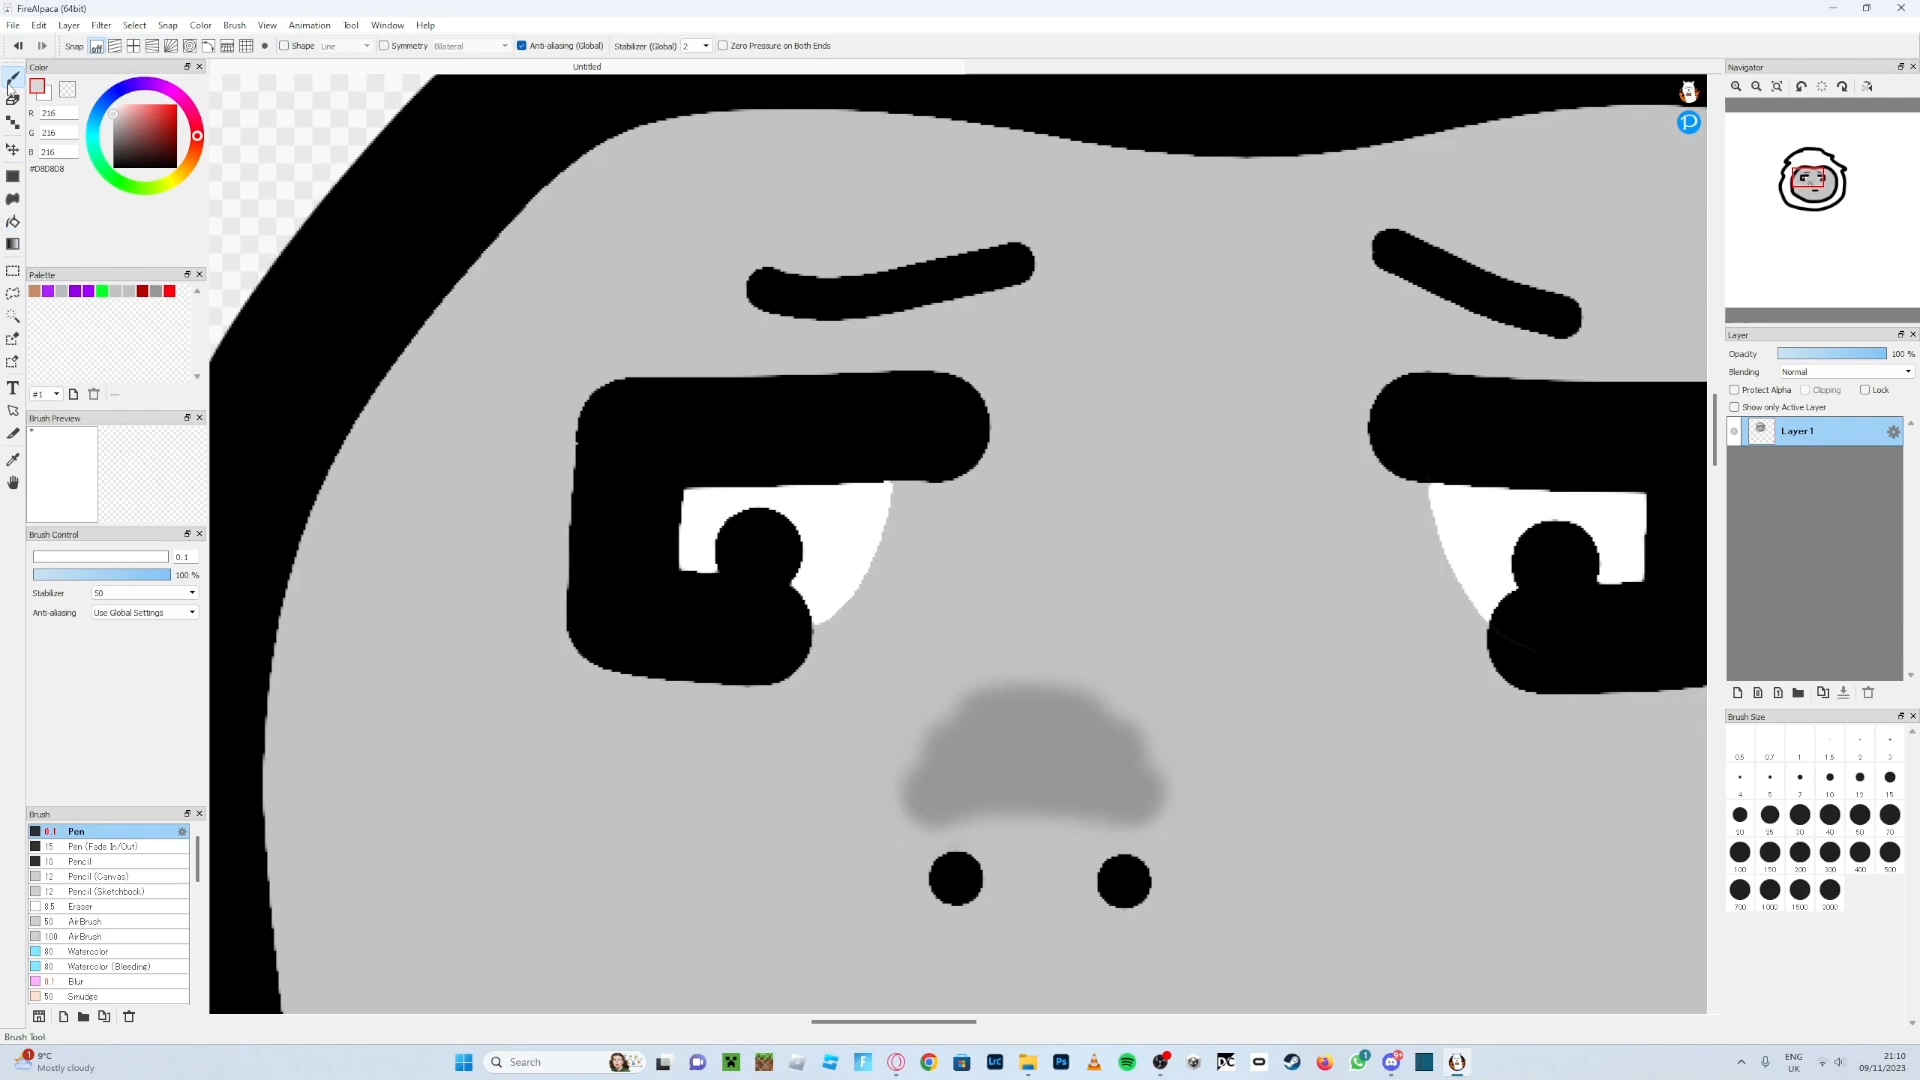 FireAlpaca (64bit)
File Edit Layer Filter Select Snap Color Brush View Animation Tool Window Help
Snap off Shape Line Symmetry Bilateral Anti-aliasing (Global) Stabilizer (Global) 2 Zero Pressure on Both Ends
Color
Untitled
Navigator
R 216
G 216
B 216
#D8D8D8
Palette
#1
Brush Preview
Brush Control
0.1
100 %
Stabilizer 50
Anti-aliasing Use Global Settings
Brush
0.1 Pen
15 Pen (Fade In/Out)
10 Pencil
12 Pencil (Canvas)
12 Pencil (Sketchbook)
8.5 Eraser
50 AirBrush
100 AirBrush
80 Watercolor
80 Watercolor (Bleeding)
0.1 Blur
50 Smudge
Brush Tool
Layer
Opacity 100 %
Blending Normal
Protect Alpha Clipping Lock
Show only Active Layer
Layer1
Brush Size
0.5 0.7 1 1.5 2 3
4 5 7 10 12 15
20 25 30 40 50 70
100 150 200 300 400 500
700 1000 1500 2000
1
9°C
Mostly cloudy
Search
LrC
Ps
1
9+
ENG
UK
21:10
09/11/2023